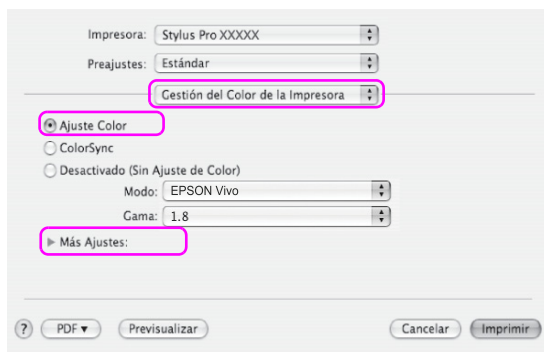 Impresora: Stylus Pro XXXXX
Preajustes: Estándar
Gestión del Color de la Impresora
Ajuste Color
ColorSync
Desactivado (Sin Ajuste de Color)
Modo: EPSON Vivo
Gama: 1.8
Más Ajustes:
? PDF Previsualizar Cancelar Imprimir